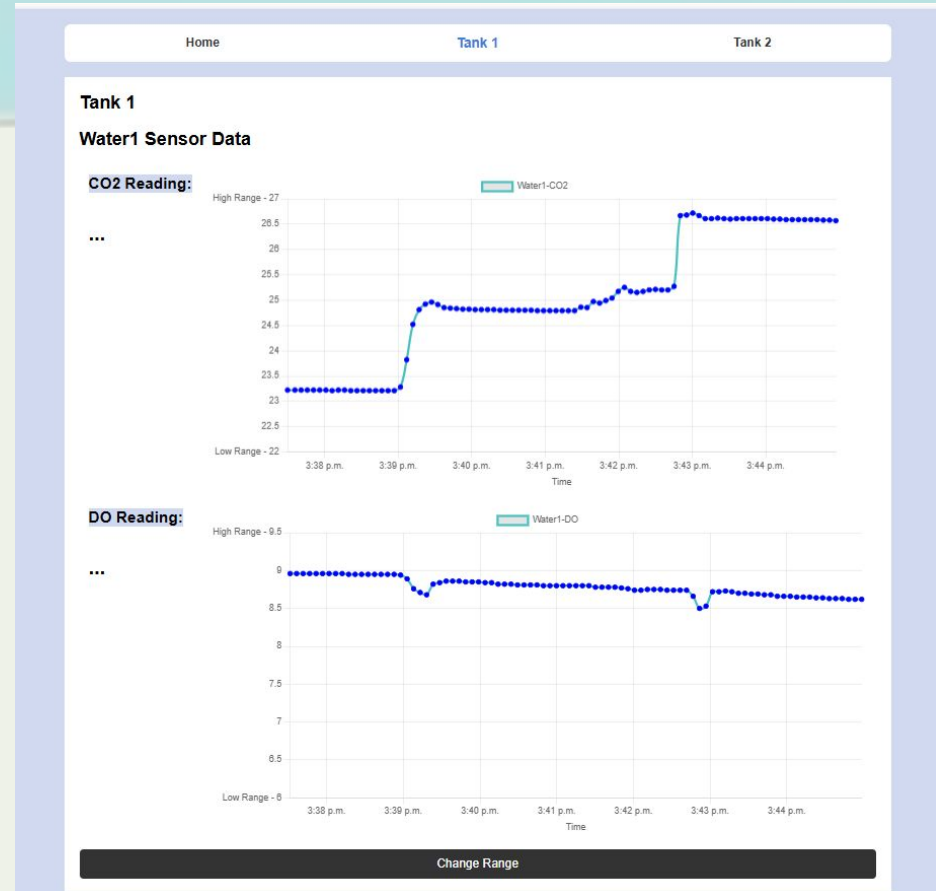 Home Tank 1 Tank 2
Tank 1
Water1 Sensor Data
CO2 Reading:
...
Water1-CO2
High Range - 27
26.5
26
25.5
25
24.5
24
23.5
23
22.5
Low Range - 22
3:38 p.m. 3:39 p.m. 3:40 p.m. 3:41 p.m. 3:42 p.m. 3:43 p.m. 3:44 p.m.
Time
DO Reading:
...
Water1-DO
High Range - 9.5
9
8.5
8
7.5
7
6.5
Low Range - 6
3:38 p.m. 3:39 p.m. 3:40 p.m. 3:41 p.m. 3:42 p.m. 3:43 p.m. 3:44 p.m.
Time
Change Range